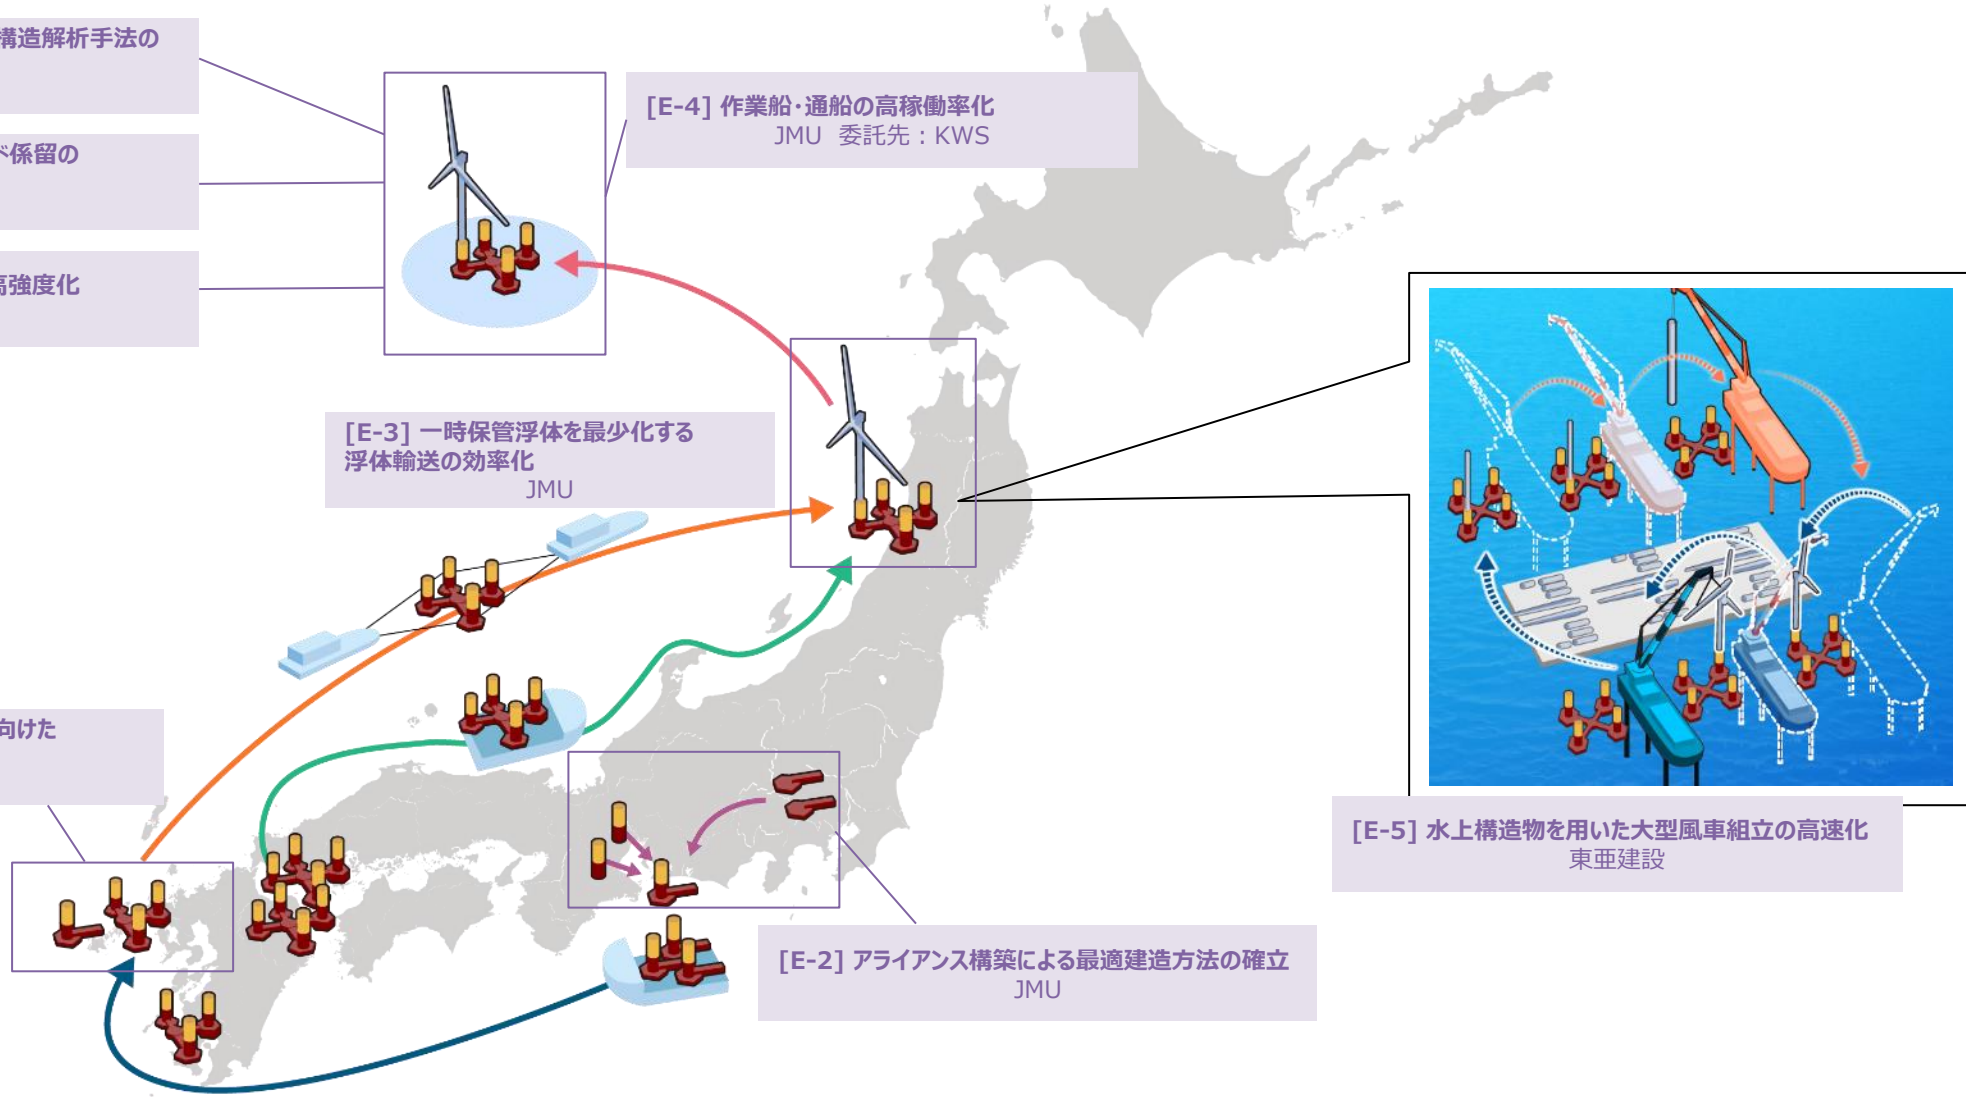 構造解析手法の
係留の
高強度化
[E-4] 作業船・通船の高稼働率化
JMU 委託先：KWS
[E-3] 一時保管浮体を最少化する
浮体輸送の効率化
JMU
向けた
[E-2] アライアンス構築による最適建造方法の確立
JMU
[E-5] 水上構造物を用いた大型風車組立の高速化
東亜建設